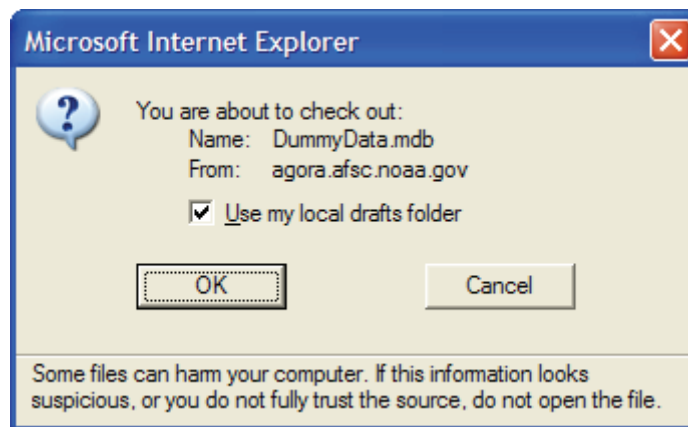 Microsoft Internet Explorer
You are about to check out:
Name: DummyData.mdb
From: agora.afsc.noaa.gov
Use my local drafts folder
OK Cancel
Some files can harm your computer. If this information looks
suspicious, or you do not fully trust the source, do not open the file.